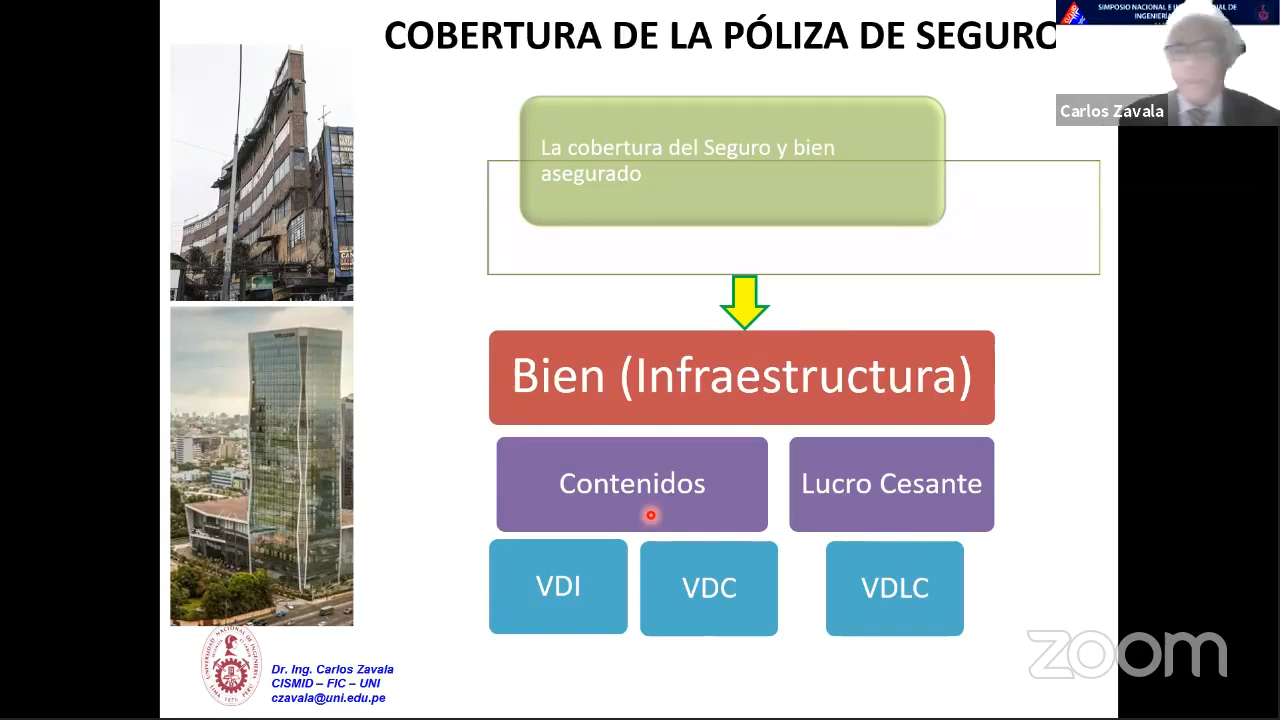 COBERTURA DE LA PÓLIZA DE SEGURO
SIMPOSIO NACIONAL E
DE
INGENIERÍA
Carlos Zavala
La cobertura del Seguro y bien
asegurado
Bien (Infraestructura)
Contenidos
Lucro Cesante
VDI
VDC
VDLC
zoom
Dr. Ing. Carlos Zavala
CISMID – FIC – UNI
czavala@uni.edu.pe